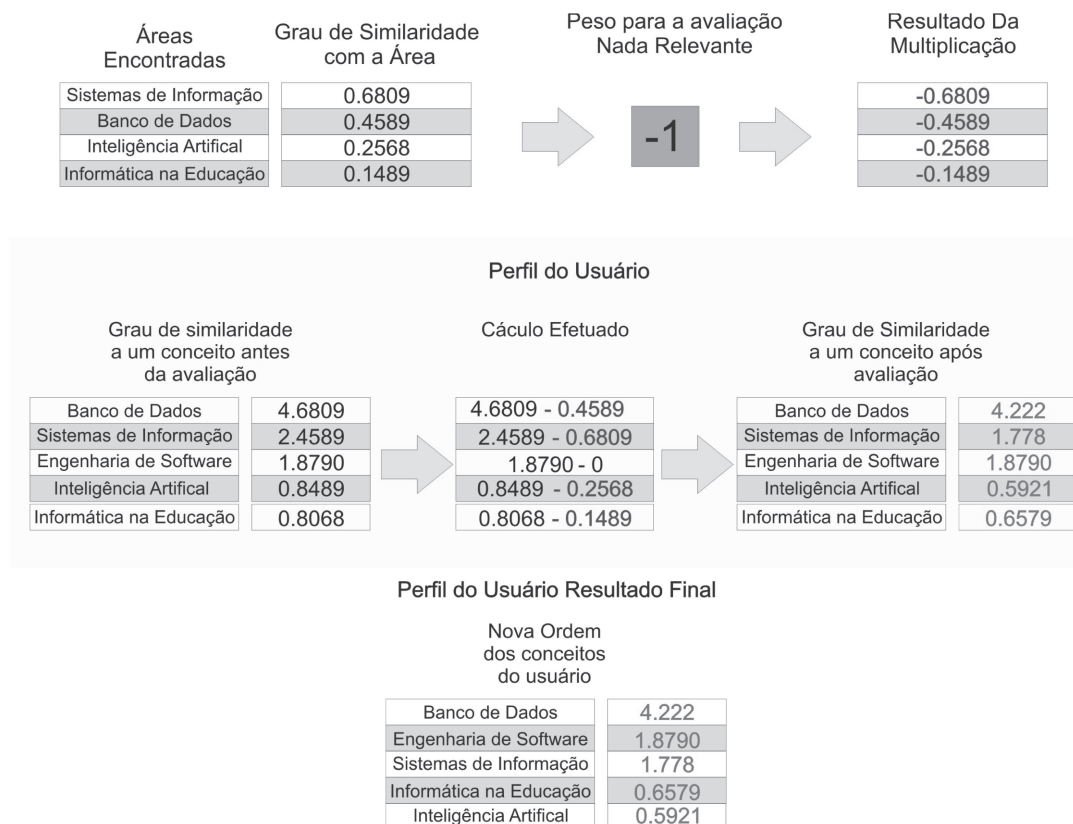 Áreas
Encontradas
Grau de Similaridade
com a Área
Peso para a avaliação
Nada Relevante
Resultado Da
Multiplicação
Sistemas de Informação 0.6809 -0.6809
Banco de Dados 0.4589 -0.4589
Inteligência Artifical 0.2568 -0.2568
Informática na Educação 0.1489 -0.1489
-1
Perfil do Usuário
Grau de similaridade
a um conceito antes
da avaliação
Cáculo Efetuado
Grau de Similaridade
a um conceito após
avaliação
Banco de Dados 4.6809 4.6809 - 0.4589 Banco de Dados 4.222
Sistemas de Informação 2.4589 2.4589 - 0.6809 Sistemas de Informação 1.778
Engenharia de Software 1.8790 1.8790 - 0 Engenharia de Software 1.8790
Inteligência Artifical 0.8489 0.8489 - 0.2568 Inteligência Artifical 0.5921
Informática na Educação 0.8068 0.8068 - 0.1489 Informática na Educação 0.6579
Perfil do Usuário Resultado Final
Nova Ordem
dos conceitos
do usuário
Banco de Dados 4.222
Engenharia de Software 1.8790
Sistemas de Informação 1.778
Informática na Educação 0.6579
Inteligência Artifical 0.5921